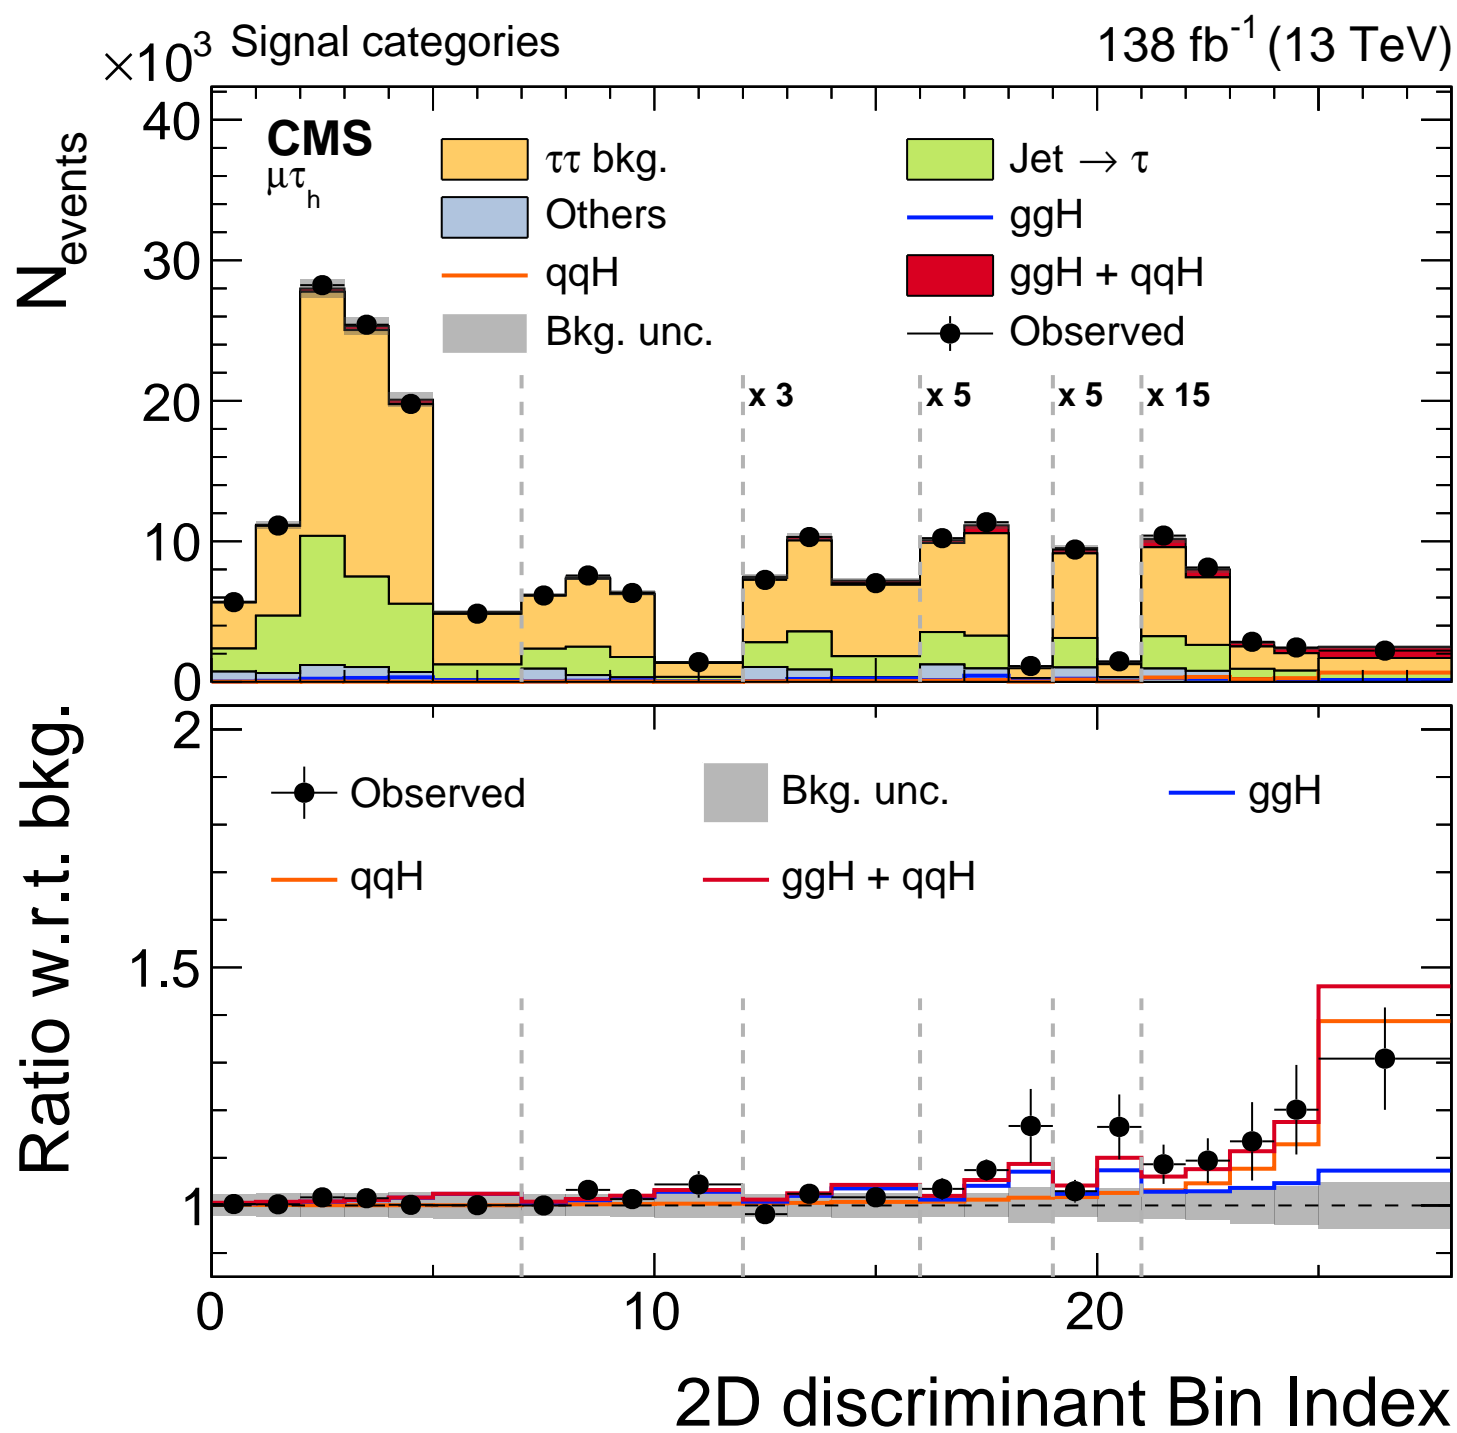 ×10³ Signal categories 138 fb⁻¹ (13 TeV)
CMS
μτₕ
ττ bkg. Jet → τ
Others ggH
qqH ggH + qqH
Bkg. unc. Observed
N_events
40
30
20
10
0
x 3 x 5 x 5 x 15
Ratio w.r.t. bkg.
2
1.5
1
Observed Bkg. unc. ggH
qqH ggH + qqH
0 10 20
2D discriminant Bin Index